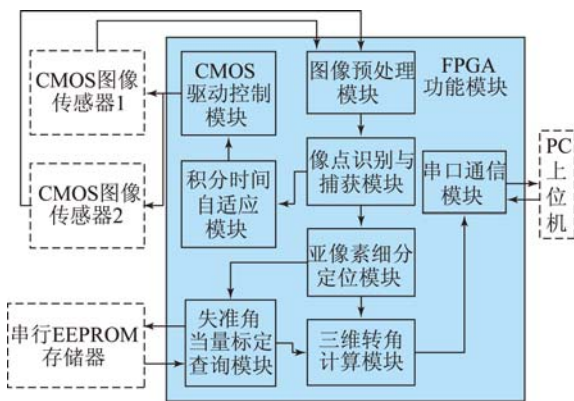 CMOS图像
传感器1
CMOS图像
传感器2
串行EEPROM
存储器
CMOS
驱动控制
模块
积分时间
自适应
模块
失准角
当量标定
查询模块
图像预处理
模块
像点识别与
捕获模块
亚像素细分
定位模块
三维转角
计算模块
FPGA
功能模块
串口通信
模块
PC
上
位
机